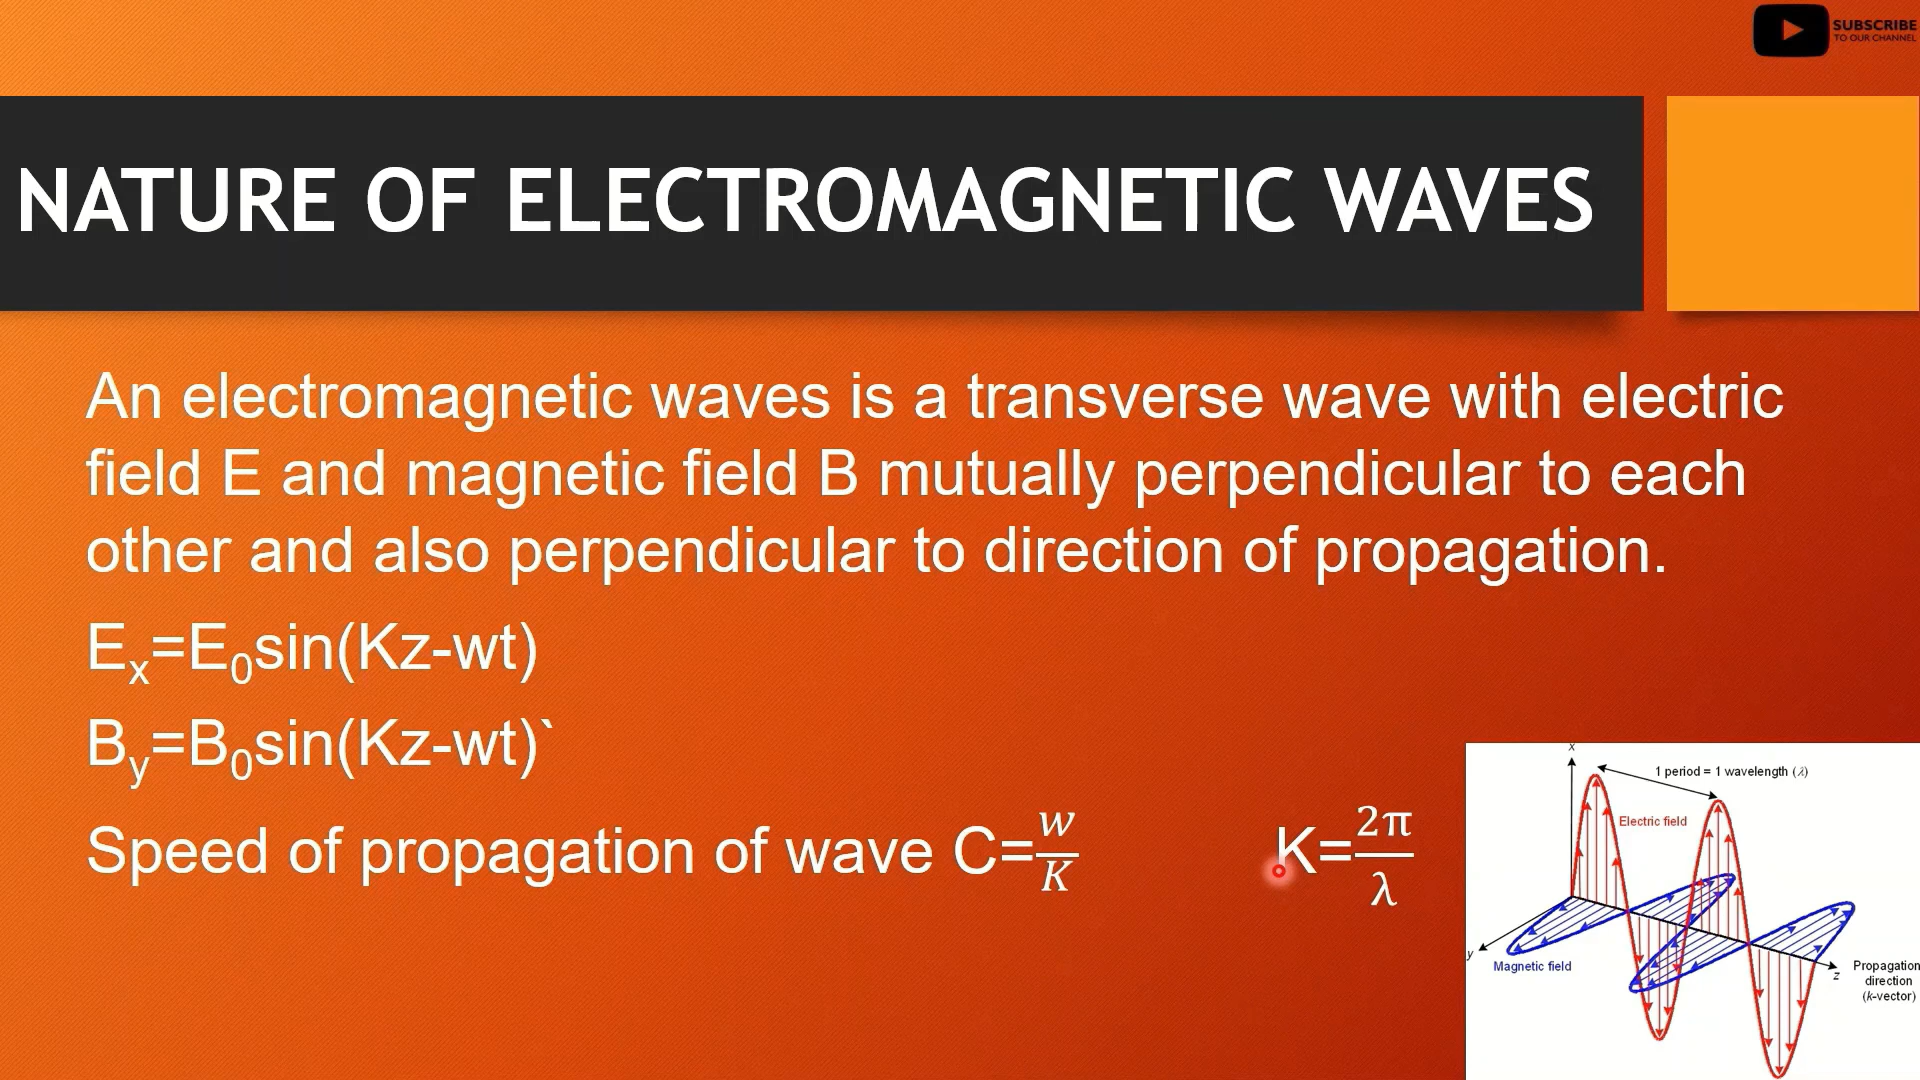 SUBSCRIBE
TO OUR CHANNEL
NATURE OF ELECTROMAGNETIC WAVES
An electromagnetic waves is a transverse wave with electric
field E and magnetic field B mutually perpendicular to each
other and also perpendicular to direction of propagation.
Eₓ=E₀sin(Kz-wt)
By=B₀sin(Kz-wt)`
Speed of propagation of wave C=w/K K=2π/λ
x
1 period = 1 wavelength (λ)
Electric field
y
Magnetic field
z
Propagation
direction
(k-vector)